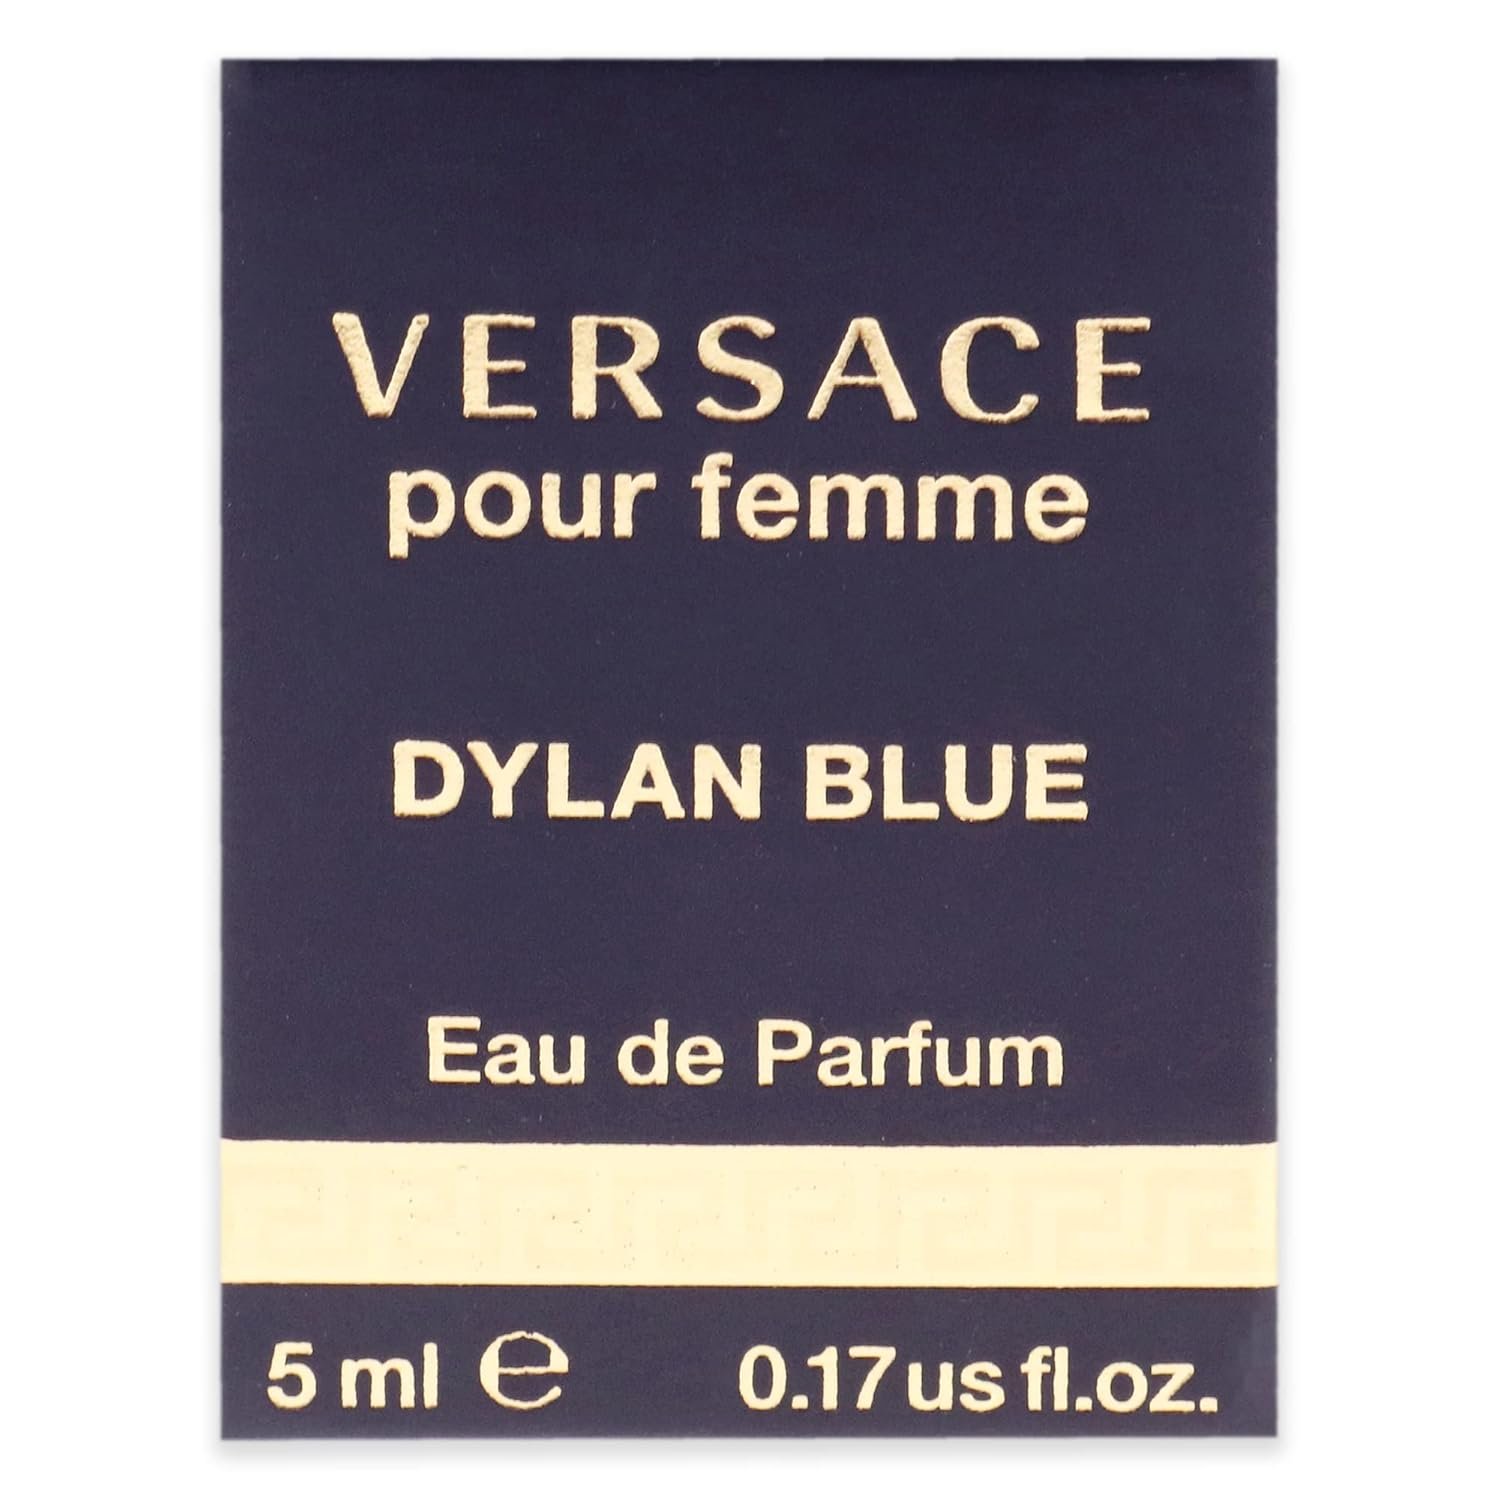 VERSACE
pour femme
DYLAN BLUE
Eau de Parfum
5 ml ℮ 0.17 us fl.oz.